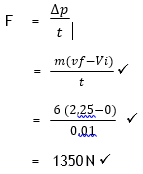 F = Δp / t
= m(vf–Vi) / t ✓
= 6 (2,25–0) / 0,01 ✓
= 1350 N ✓